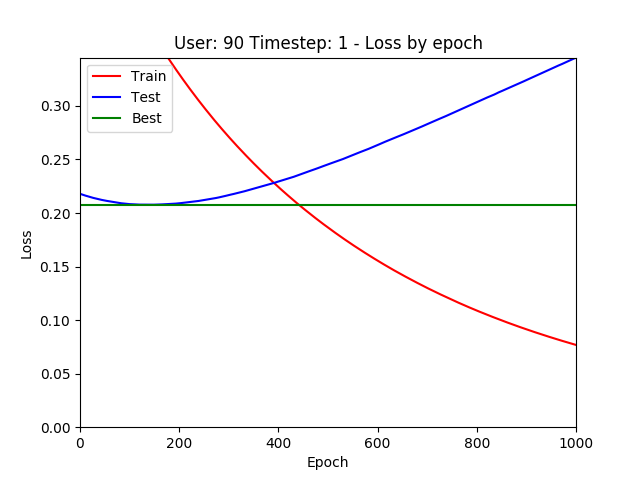 User: 90 Timestep: 1 - Loss by epoch
Train
Test
Best
0.30
0.25
0.20
0.15
0.10
0.05
0.00
Loss
0 200 400 600 800 1000
Epoch